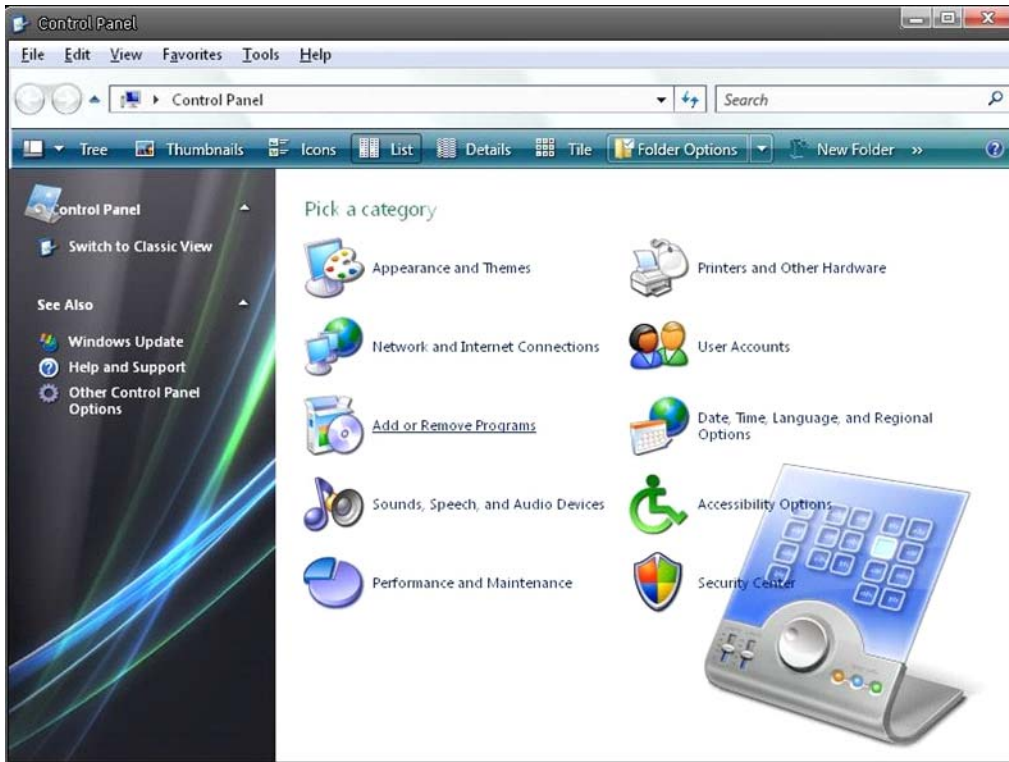 Control Panel
File Edit View Favorites Tools Help
Control Panel
Search
Tree Thumbnails Icons List Details Tile Folder Options New Folder »
Control Panel
Switch to Classic View
See Also
Windows Update
Help and Support
Other Control Panel
Options
Pick a category
Appearance and Themes
Printers and Other Hardware
Network and Internet Connections
User Accounts
Add or Remove Programs
Date, Time, Language, and Regional
Options
Sounds, Speech, and Audio Devices
Accessibility Options
Performance and Maintenance
Security Center